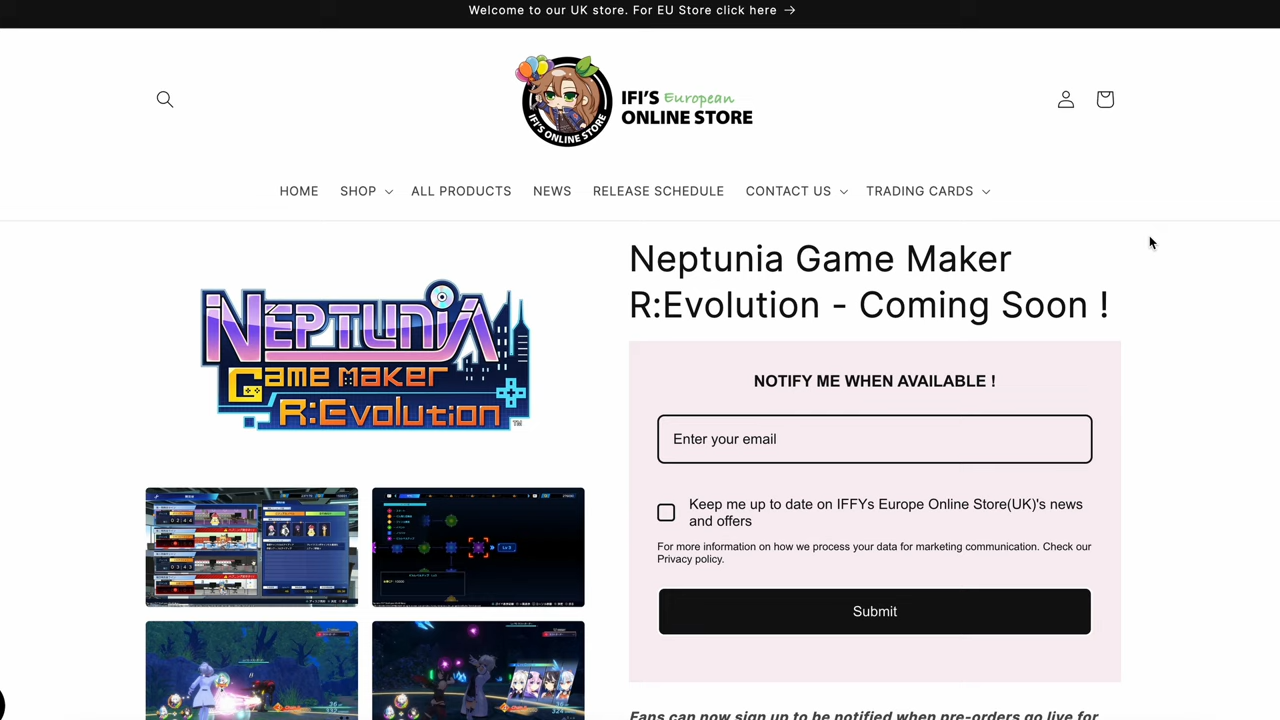 Welcome to our UK store. For EU Store click here →
IFI'S European
ONLINE STORE
IFI'S ONLINE STORE
HOME SHOP ALL PRODUCTS NEWS RELEASE SCHEDULE CONTACT US TRADING CARDS
NEPTUNIA
Game Maker
R:Evolution
TM
Neptunia Game Maker
R:Evolution - Coming Soon !
NOTIFY ME WHEN AVAILABLE !
Enter your email
Keep me up to date on IFFYs Europe Online Store(UK)'s news
and offers
For more information on how we process your data for marketing communication. Check our
Privacy policy.
Submit
Fans can now sign up to be notified when pre-orders go live for